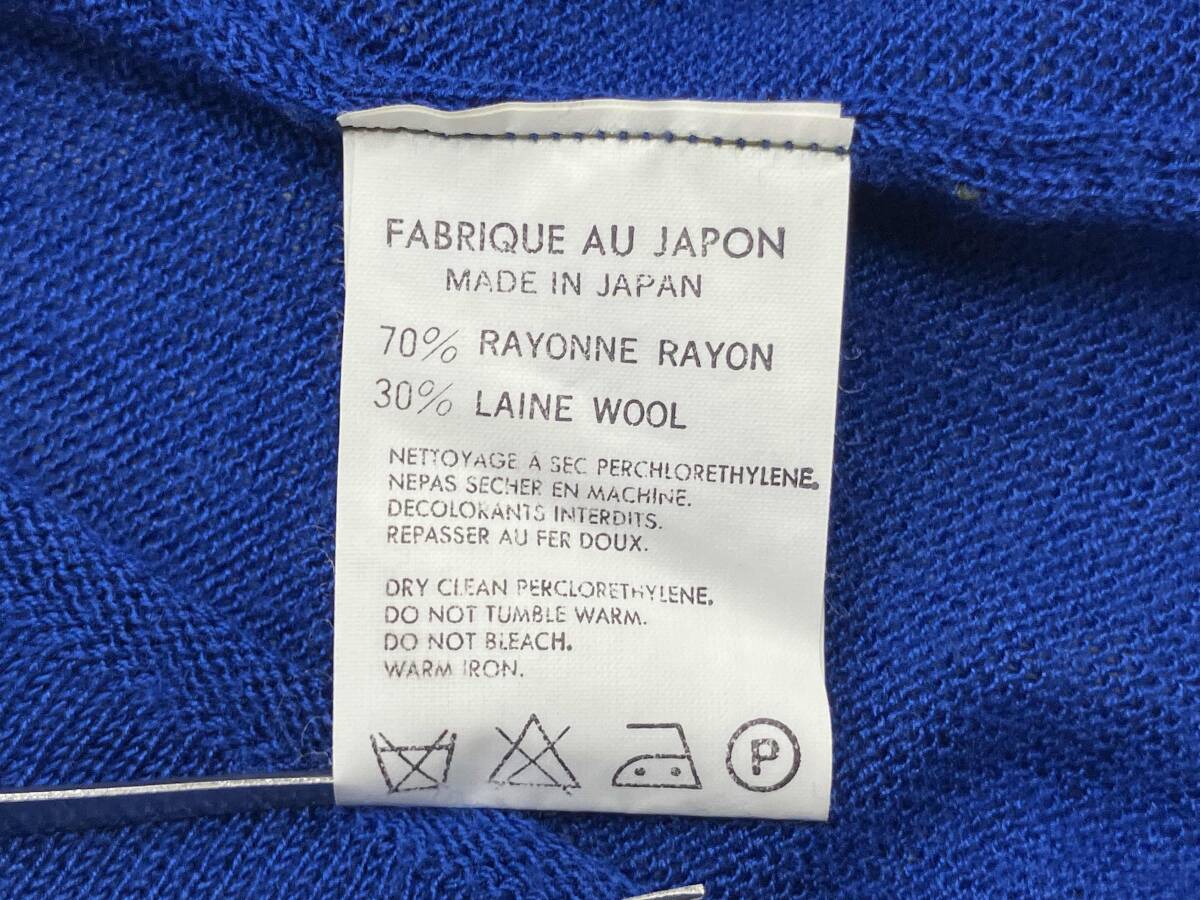 FABRIQUE AU JAPON
MADE IN JAPAN
70% RAYONNE RAYON
30% LAINE WOOL
NETTOYAGE À SEC PERCHLORETHYLENE.
NEPAS SECHER EN MACHINE.
DECOLORANTS INTERDITS.
REPASSER AU FER DOUX.
DRY CLEAN PERCLORETHYLENE.
DO NOT TUMBLE WARM.
DO NOT BLEACH.
WARM IRON.
P